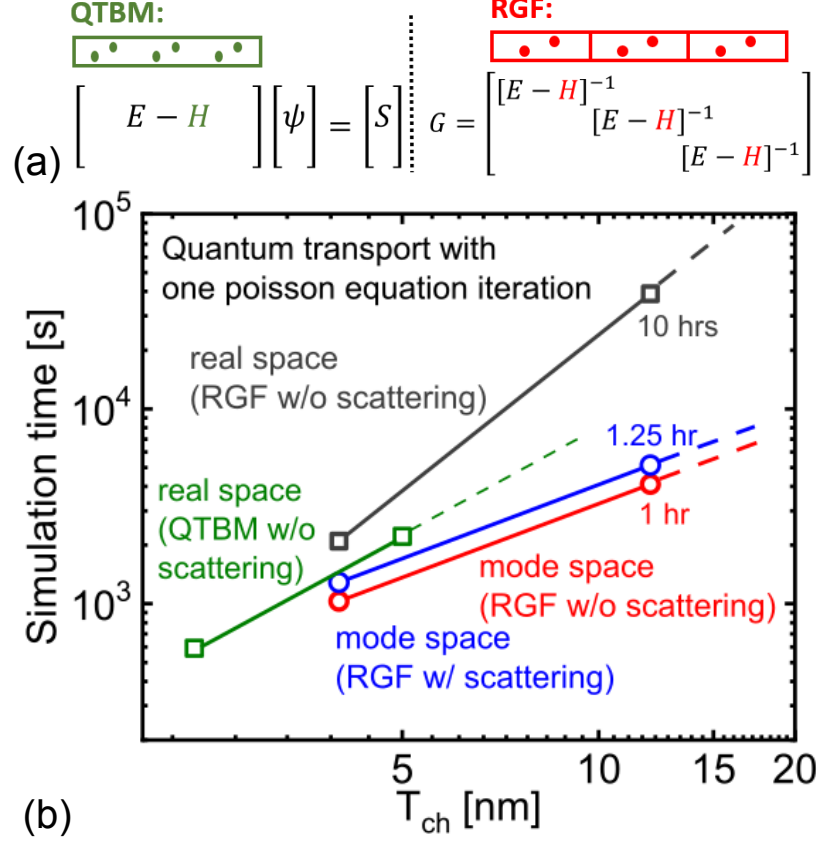 QTBM:
RGF:
[ E − H ] [ψ] = [S]
G = [ [E − H]⁻¹
[E − H]⁻¹
[E − H]⁻¹ ]
(a)
10⁵
Quantum transport with
one poisson equation iteration
10 hrs
real space
(RGF w/o scattering)
10⁴
1.25 hr
real space
(QTBM w/o
scattering)
1 hr
mode space
(RGF w/o scattering)
10³
mode space
(RGF w/ scattering)
Simulation time [s]
5
10
15
20
T_ch [nm]
(b)